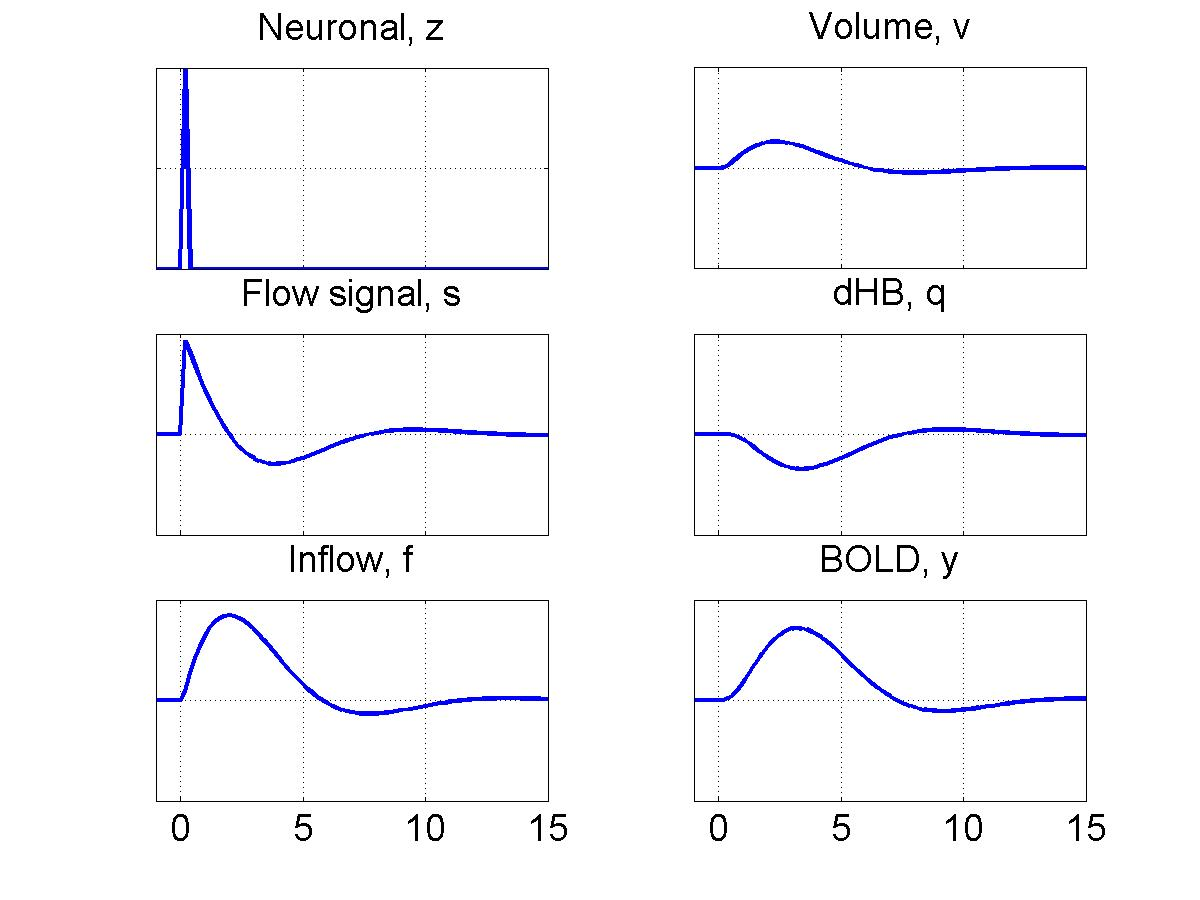 Neuronal, z
Volume, v
Flow signal, s
dHB, q
Inflow, f
BOLD, y
0 5 10 15
0 5 10 15